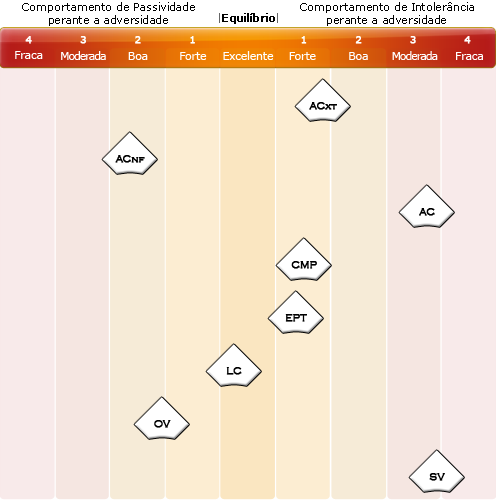 Comportamento de Passividade
perante a adversidade
|Equilíbrio|
Comportamento de Intolerância
perante a adversidade
4 3 2 1 1 2 3 4
Fraca Moderada Boa Forte Excelente Forte Boa Moderada Fraca
ACXT
ACNF
AC
CMP
EPT
LC
OV
SV